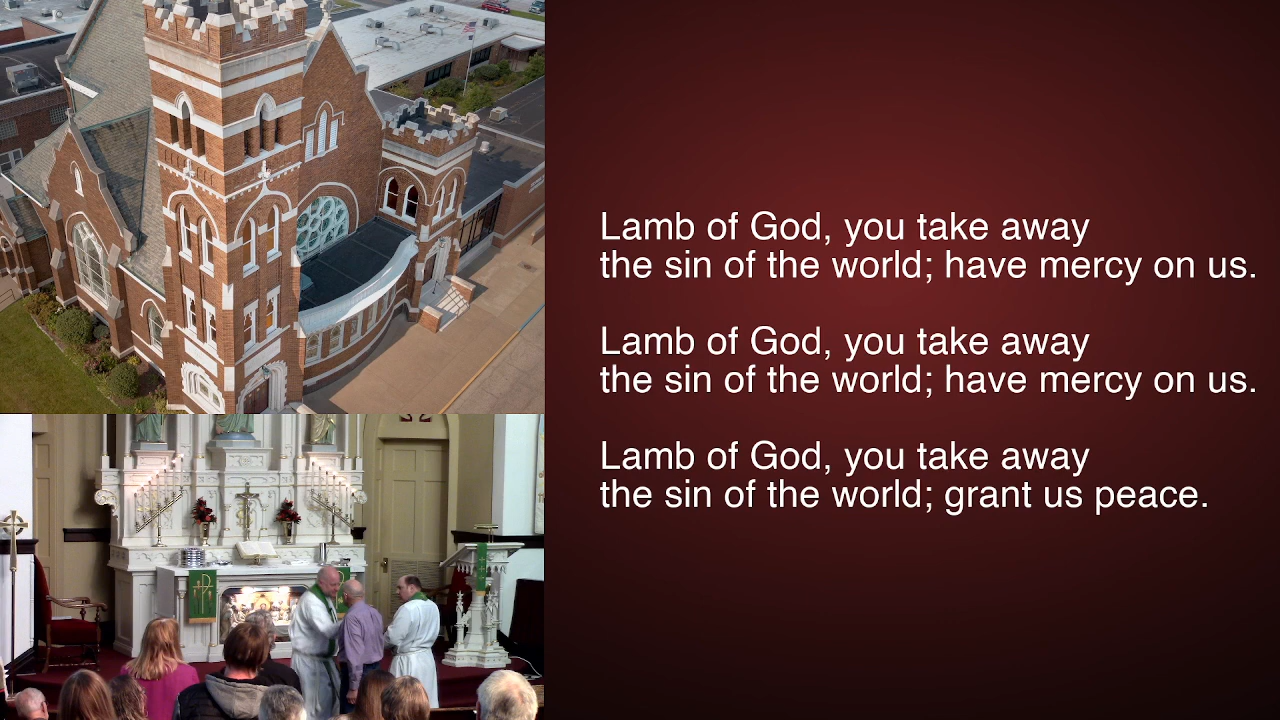 Lamb of God, you take away
the sin of the world; have mercy on us.
Lamb of God, you take away
the sin of the world; have mercy on us.
Lamb of God, you take away
the sin of the world; grant us peace.